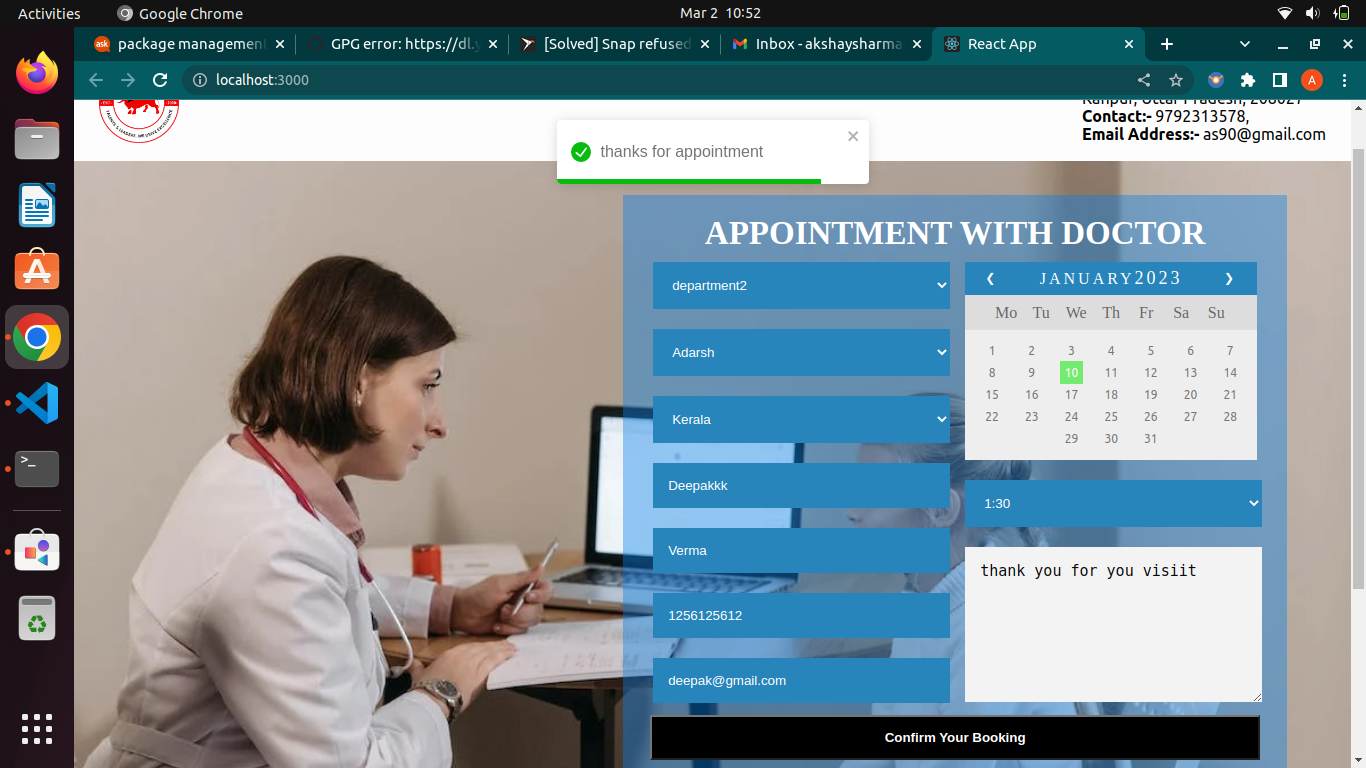 Activities Google Chrome Mar 2 10:52
package managemen GPG error: https://dl. [Solved] Snap refused Inbox - akshaysharma React App
localhost:3000 A
Kanpur, Uttar Pradesh, 208027
Contact:- 9792313578,
Email Address:- as90@gmail.com
thanks for appointment
APPOINTMENT WITH DOCTOR
department2
Adarsh
Kerala
Deepakkk
Verma
1256125612
deepak@gmail.com
❮ JANUARY2023 ❯
Mo Tu We Th Fr Sa Su
1 2 3 4 5 6 7
8 9 10 11 12 13 14
15 16 17 18 19 20 21
22 23 24 25 26 27 28
29 30 31
1:30
thank you for you visiit
Confirm Your Booking